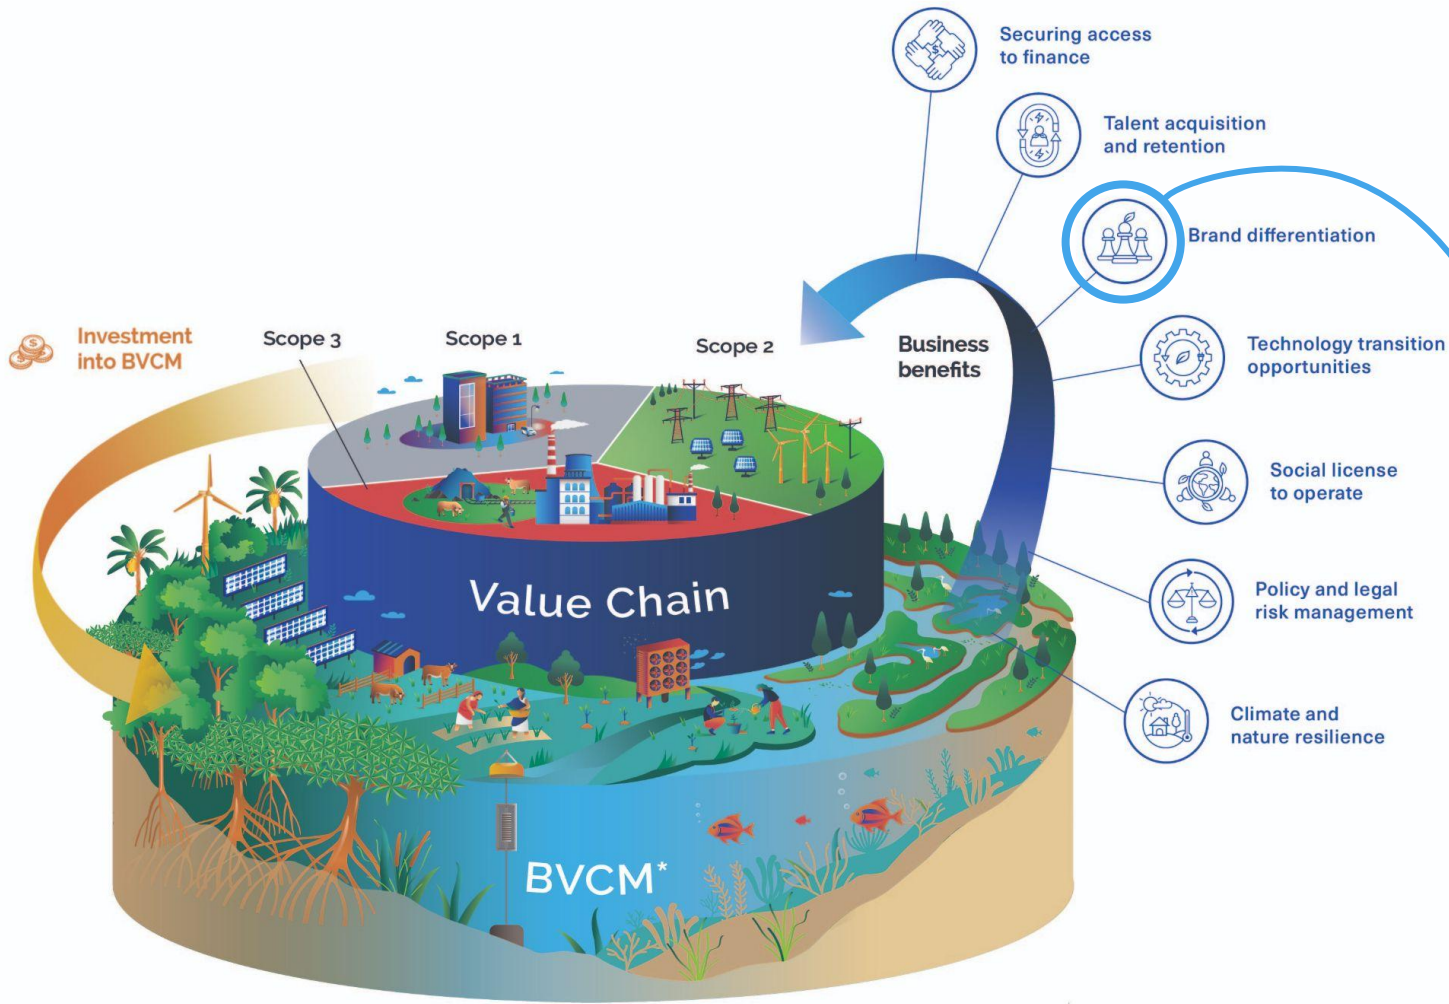 Securing access
to finance
Talent acquisition
and retention
Brand differentiation
Technology transition
opportunities
Social license
to operate
Policy and legal
risk management
Climate and
nature resilience
Investment
into BVCM
Scope 3
Scope 1
Scope 2
Business
benefits
Value Chain
BVCM*